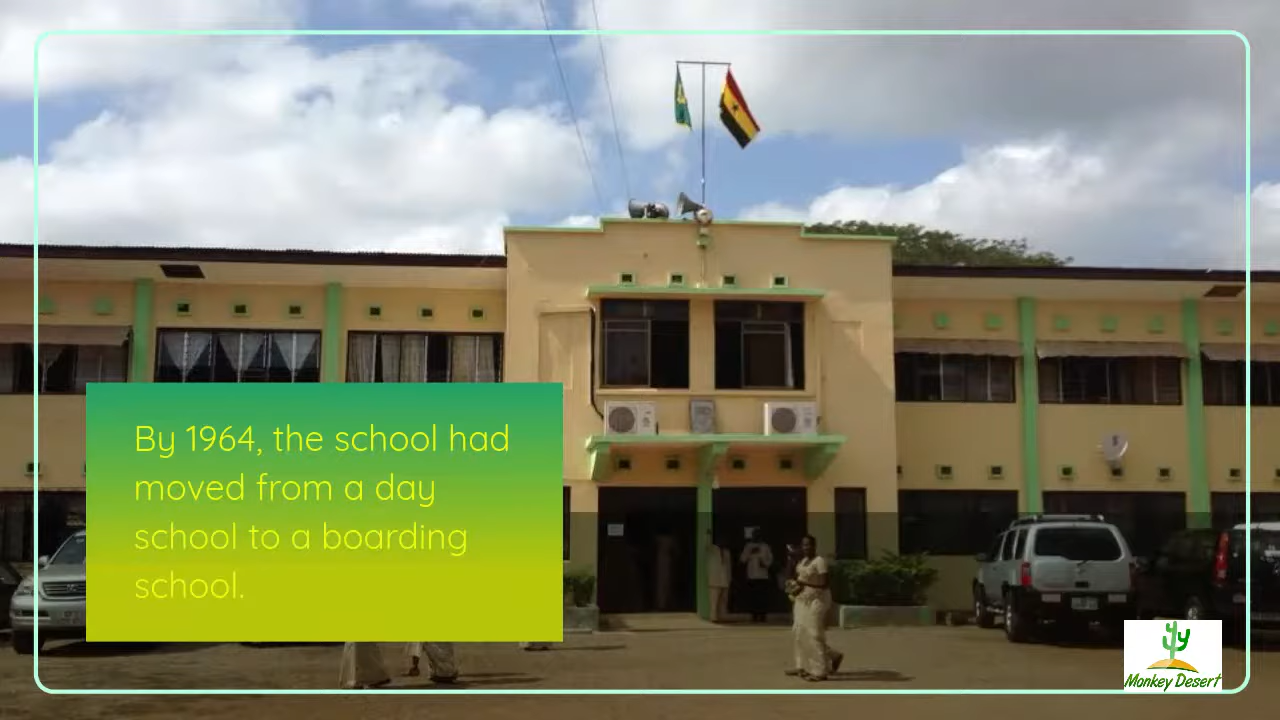 By 1964, the school had
moved from a day
school to a boarding
school.
Monkey Desert